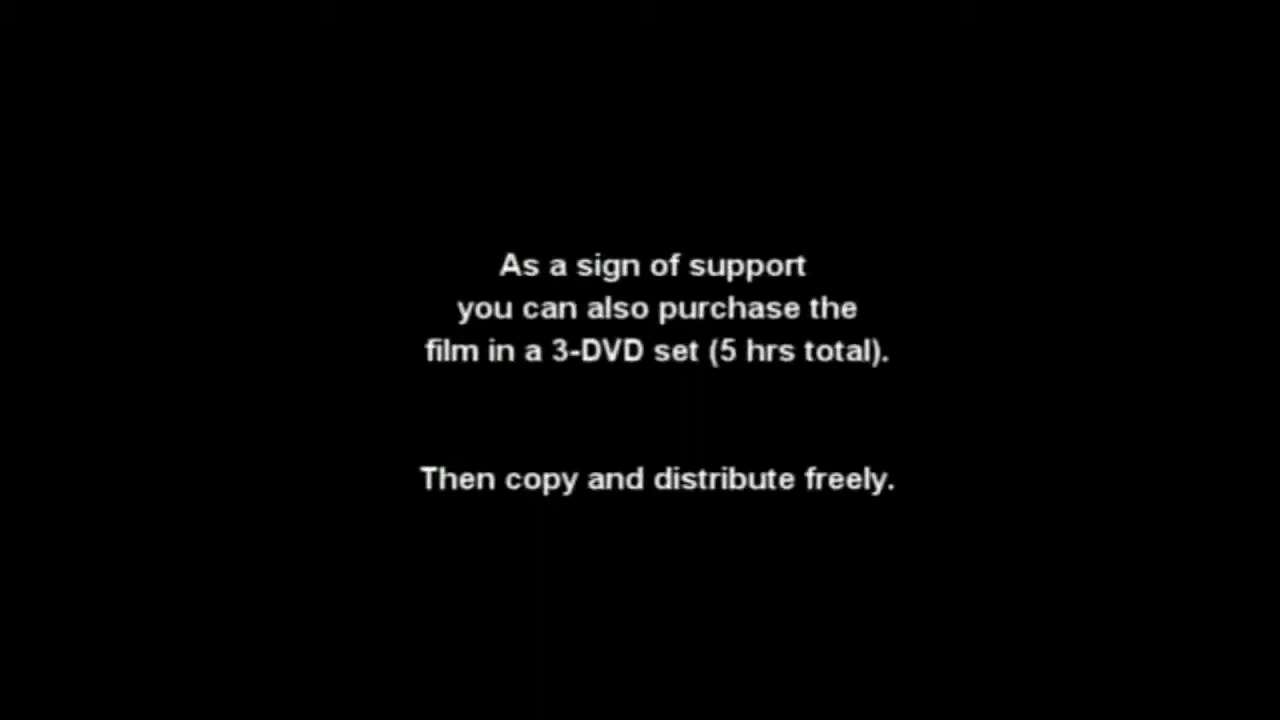 As a sign of support
you can also purchase the
film in a 3-DVD set (5 hrs total).
Then copy and distribute freely.